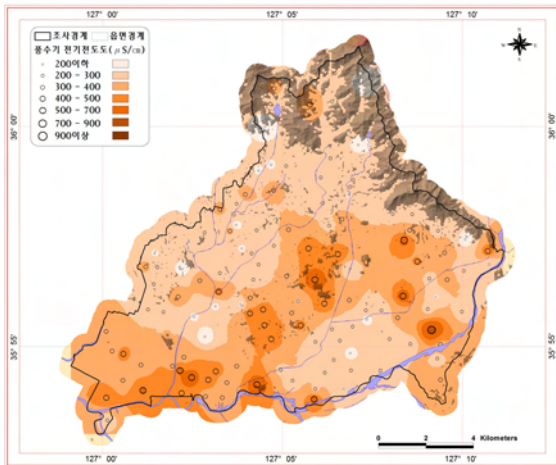 127° 00'
127° 05'
127° 10'
조사경계 읍면경계
풍수기 전기전도도(μS/㎝)
200이하
200 - 300
300 - 400
400 - 500
500 - 700
700 - 900
900이상
N
W E
S
36° 00'
36° 00'
35° 55'
35° 55'
0 2 4 Kilometers
127° 00'
127° 05'
127° 10'